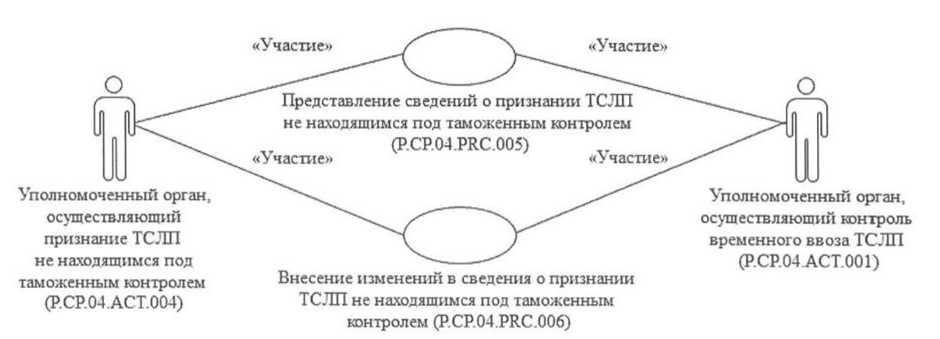 «Участие» «Участие»
Представление сведений о признании ТСЛП
не находящимся под таможенным контролем
(P.CP.04.PRC.005)
«Участие» «Участие»
Уполномоченный орган,
осуществляющий
признание ТСЛП
не находящимся под
таможенным контролем
(P.CP.04.ACT.004)
Уполномоченный орган,
осуществляющий контроль
временного ввоза ТСЛП
(P.CP.04.ACT.001)
Внесение изменений в сведения о признании
ТСЛП не находящимся под таможенным
контролем (P.CP.04.PRC.006)